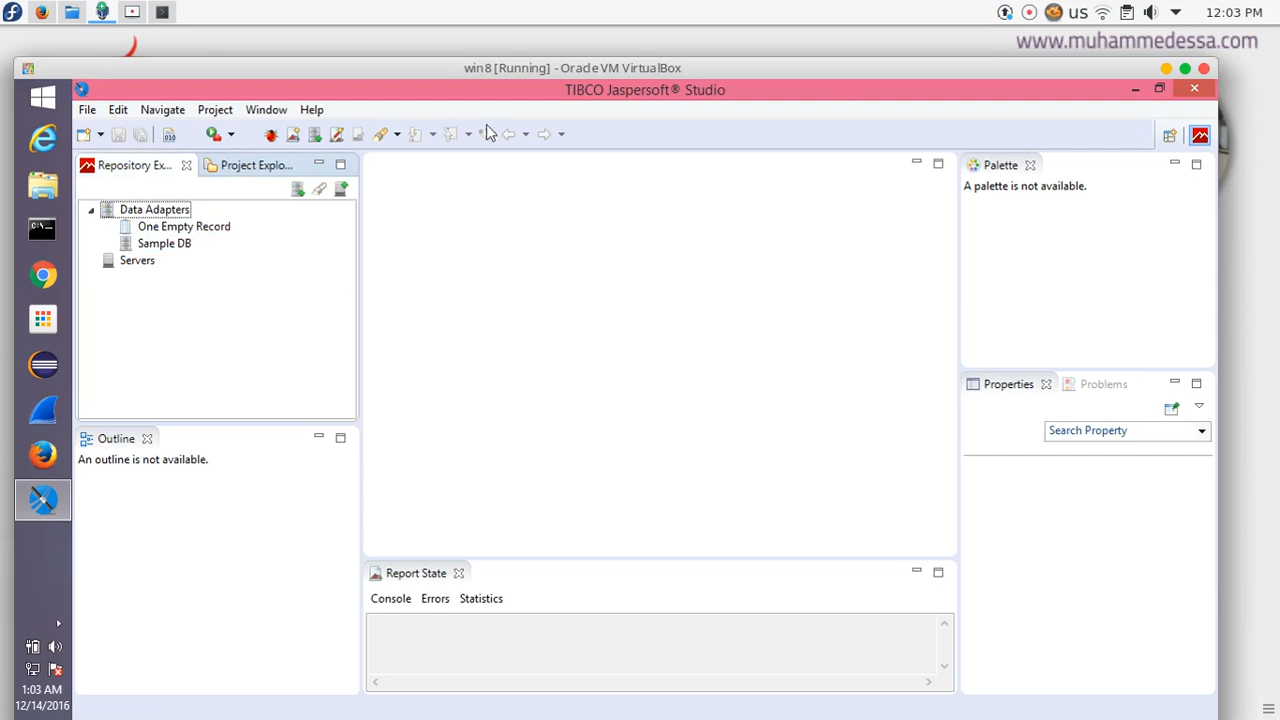 us
12:03 PM
www.muhammedessa.com
win8 [Running] - Oracle VM VirtualBox
TIBCO Jaspersoft® Studio
File Edit Navigate Project Window Help
010
Repository Ex...
Project Explo...
Palette
A palette is not available.
Data Adapters
One Empty Record
Sample DB
Servers
C:\_
Properties
Problems
Search Property
Outline
An outline is not available.
Report State
Console Errors Statistics
1:03 AM
12/14/2016